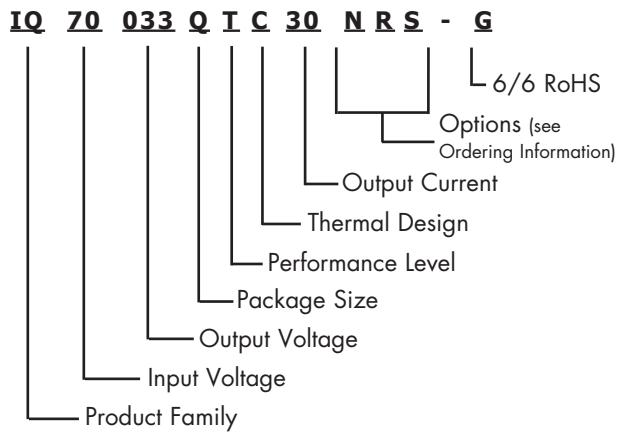 IQ 70 033 Q T C 30 N R S - G
6/6 RoHS
Options (see
Ordering Information)
Output Current
Thermal Design
Performance Level
Package Size
Output Voltage
Input Voltage
Product Family